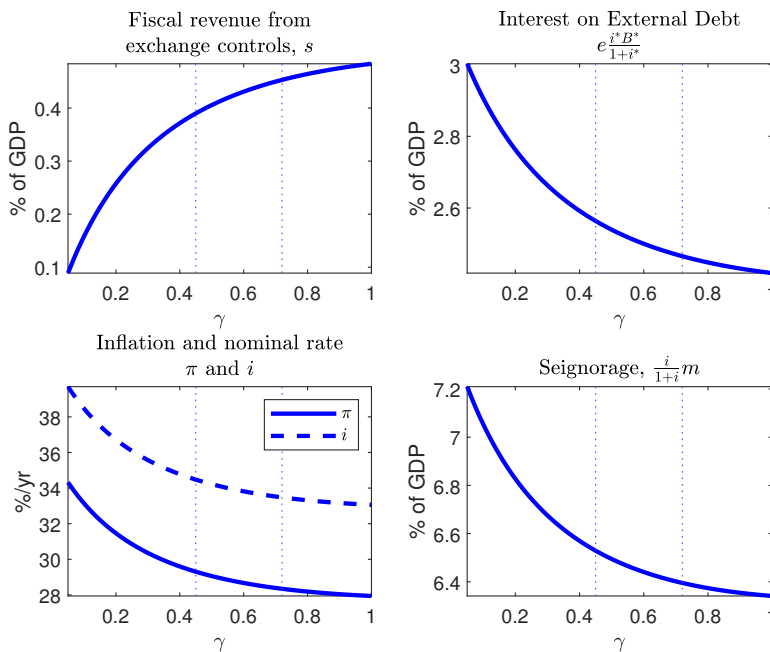 Fiscal revenue from
exchange controls, s
% of GDP
0.4
0.3
0.2
0.1
0.2 0.4 0.6 0.8 1
γ
Interest on External Debt
e i*B* / 1+i*
% of GDP
3
2.8
2.6
0.2 0.4 0.6 0.8 1
γ
Inflation and nominal rate
π and i
%/yr
38
36
34
32
30
28
π
i
0.2 0.4 0.6 0.8 1
γ
Seignorage, i/1+i m
% of GDP
7.2
7
6.8
6.6
6.4
0.2 0.4 0.6 0.8 1
γ